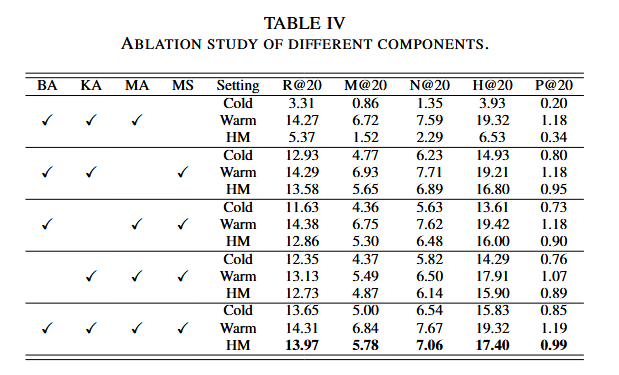 TABLE IV
ABLATION STUDY OF DIFFERENT COMPONENTS.
BA KA MA MS Setting R@20 M@20 N@20 H@20 P@20
Cold 3.31 0.86 1.35 3.93 0.20
✓ ✓ ✓ Warm 14.27 6.72 7.59 19.32 1.18
HM 5.37 1.52 2.29 6.53 0.34
Cold 12.93 4.77 6.23 14.93 0.80
✓ ✓ ✓ Warm 14.29 6.93 7.71 19.21 1.18
HM 13.58 5.65 6.89 16.80 0.95
Cold 11.63 4.36 5.63 13.61 0.73
✓ ✓ ✓ Warm 14.38 6.75 7.62 19.42 1.18
HM 12.86 5.30 6.48 16.00 0.90
Cold 12.35 4.37 5.82 14.29 0.76
✓ ✓ ✓ Warm 13.13 5.49 6.50 17.91 1.07
HM 12.73 4.87 6.14 15.90 0.89
Cold 13.65 5.00 6.54 15.83 0.85
✓ ✓ ✓ ✓ Warm 14.31 6.84 7.67 19.32 1.19
HM 13.97 5.78 7.06 17.40 0.99